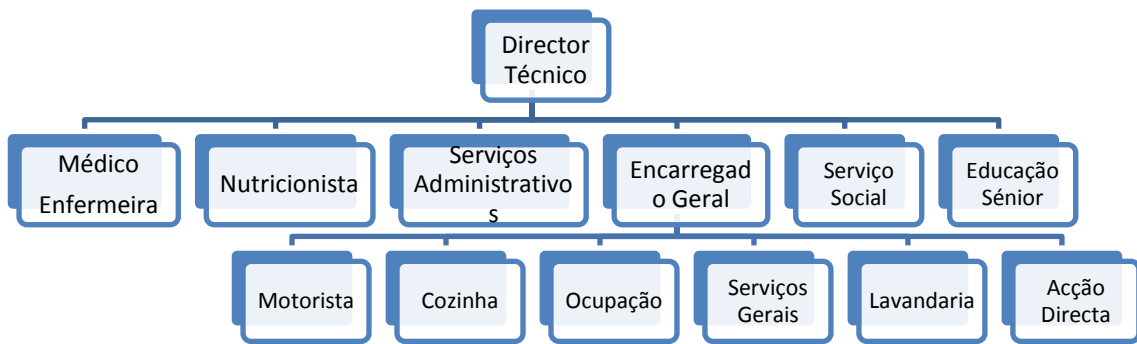 Director
Técnico
Médico
Enfermeira
Nutricionista
Serviços
Administrativo
s
Encarregad
o Geral
Serviço
Social
Educação
Sénior
Motorista
Cozinha
Ocupação
Serviços
Gerais
Lavandaria
Acção
Directa